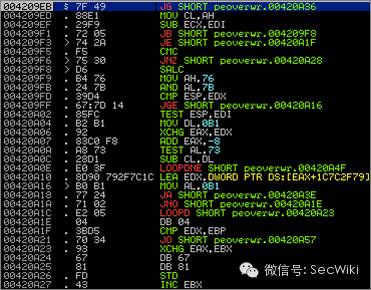 004209EB $ 7F 49 JG SHORT peoverwr.00420A36
004209ED . 88E1 MOV CL,AH
004209EF . 29F9 SUB ECX,EDI
004209F1 . 72 05 JB SHORT peoverwr.004209F8
004209F3 > 74 2A JE SHORT peoverwr.00420A1F
004209F5 . F5 CMC
004209F6 > 75 30 JNZ SHORT peoverwr.00420A28
004209F8 > D6 SALC
004209F9 . B4 76 MOV AH,76
004209FB . 24 7B AND AL,7B
004209FD . 39D4 CMP ESP,EDX
004209FF . 67:7D 14 JGE SHORT peoverwr.00420A16
00420A02 . 85FC TEST ESP,EDI
00420A04 . B2 B1 MOV DL,0B1
00420A06 . 92 XCHG EAX,EDX
00420A07 . 83C0 F8 ADD EAX,-8
00420A0A . A8 73 TEST AL,73
00420A0C . 28D1 SUB CL,DL
00420A0E . E0 3F LOOPDNE SHORT peoverwr.00420A4F
00420A10 . 8D90 792F7C1C LEA EDX,DWORD PTR DS:[EAX+1C7C2F79]
00420A16 > B0 B1 MOV AL,0B1
00420A18 . 77 24 JA SHORT peoverwr.00420A3E
00420A1A . 71 02 JNO SHORT peoverwr.00420A1E
00420A1C . E2 05 LOOPD SHORT peoverwr.00420A23
00420A1E 04 DB 04
00420A1F . 3BD5 CMP EDX,EBP
00420A21 . 70 34 JO SHORT peoverwr.00420A57
00420A23 > 93 XCHG EAX,EBX
00420A24 67 DB 67
00420A25 81 DB 81
00420A26 . FD STD
00420A27 . 43 INC EBX
微信号: SecWiki